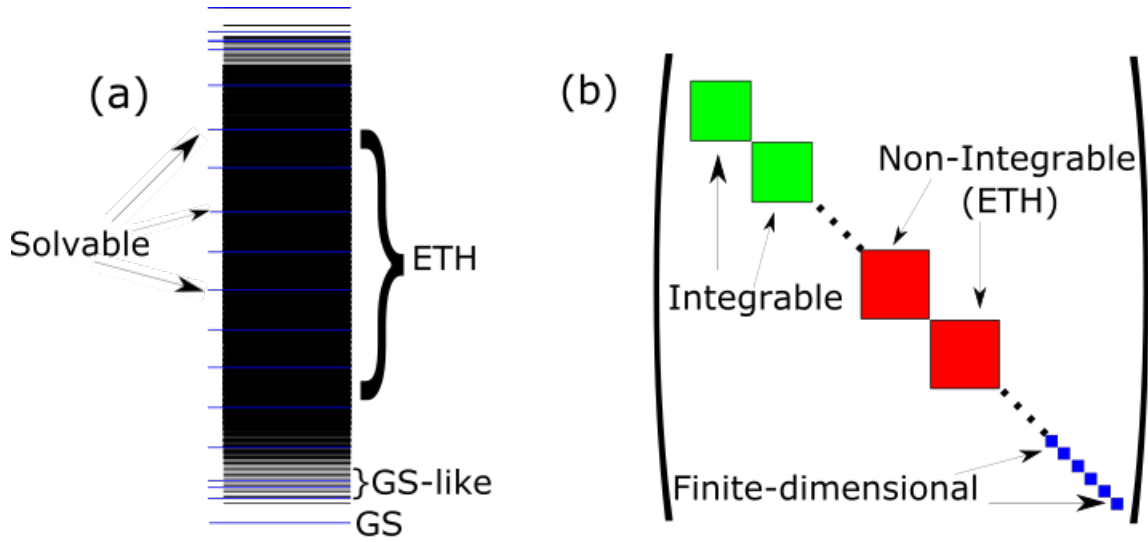 (a)
Solvable
ETH
}GS-like
GS
(b)
Non-Integrable
(ETH)
Integrable
Finite-dimensional